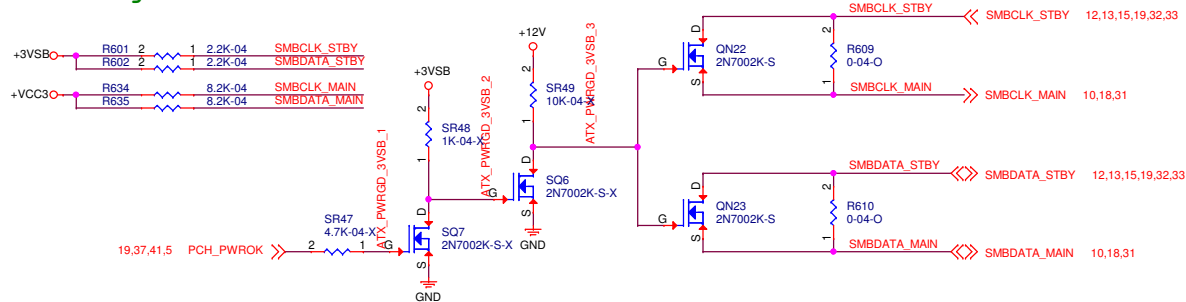 SMBCLK_STBY
SMBCLK_STBY 12,13,15,19,32,33
+12V
+3VSB
R601 2 1 2.2K-04 SMBCLK_STBY
R602 2 1 2.2K-04 SMBDATA_STBY
D
QN22
2N7002K-S
G
S
2
R609
0-04-O
1
+3VSB
ATX_PWRGD_3VSB_3
2
SR49
10K-04-X
1
+VCC3
R634 8.2K-04 SMBCLK_MAIN
R635 8.2K-04 SMBDATA_MAIN
SMBCLK_MAIN
SMBCLK_MAIN 10,18,31
2
SR48
1K-04-X
1
ATX_PWRGD_3VSB_2
ATX_PWRGD_3VSB_1
D
SQ6
2N7002K-S-X
G
S
GND
SMBDATA_STBY
SMBDATA_STBY 12,13,15,19,32,33
D
QN23
2N7002K-S
G
S
2
R610
0-04-O
1
SR47
4.7K-04-X
19,37,41,5 PCH_PWROK 2 1
D
SQ7
2N7002K-S-X
G
S
GND
SMBDATA_MAIN
SMBDATA_MAIN 10,18,31